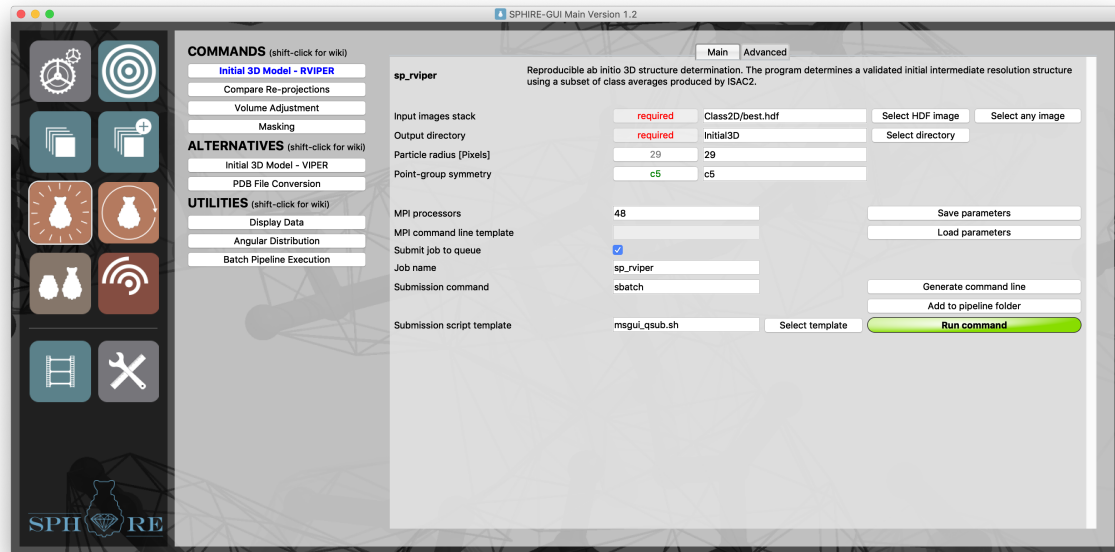 SPHIRE-GUI Main Version 1.2
COMMANDS (shift-click for wiki)
Initial 3D Model - RVIPER
Compare Re-projections
Volume Adjustment
Masking
ALTERNATIVES (shift-click for wiki)
Initial 3D Model - VIPER
PDB File Conversion
UTILITIES (shift-click for wiki)
Display Data
Angular Distribution
Batch Pipeline Execution
SPHIRE
Main Advanced
sp_rviper
Reproducible ab initio 3D structure determination. The program determines a validated initial intermediate resolution structure
using a subset of class averages produced by ISAC2.
Input images stack required Class2D/best.hdf Select HDF image Select any image
Output directory required Initial3D Select directory
Particle radius [Pixels] 29 29
Point-group symmetry c5 c5
MPI processors 48 Save parameters
MPI command line template Load parameters
Submit job to queue
Job name sp_rviper
Submission command sbatch Generate command line
Add to pipeline folder
Submission script template msgui_qsub.sh Select template Run command